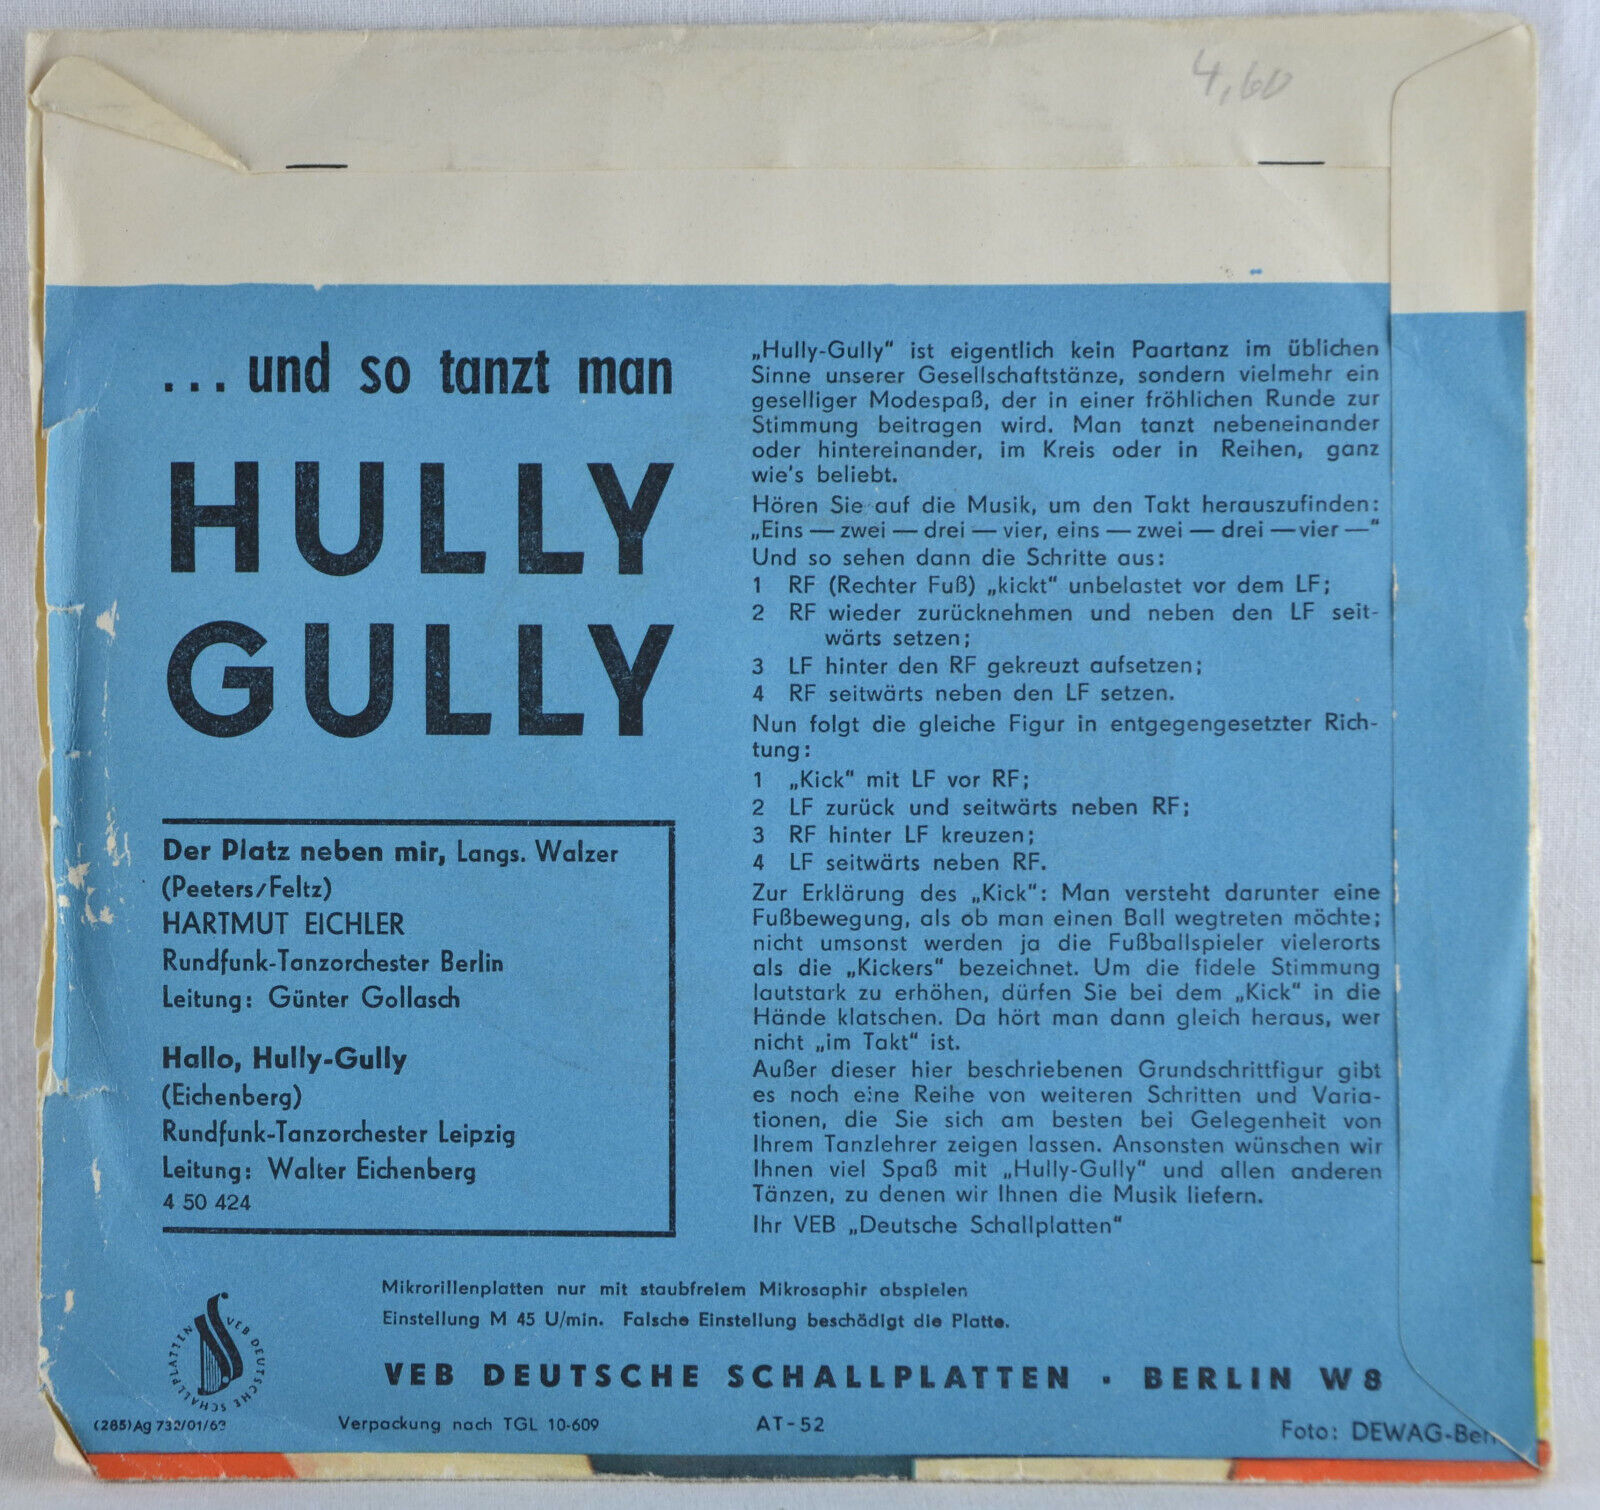 4,60
... und so tanzt man
HULLY
GULLY
Der Platz neben mir, Langs. Walzer
(Peeters/Feltz)
HARTMUT EICHLER
Rundfunk-Tanzorchester Berlin
Leitung: Günter Gollasch
Hallo, Hully-Gully
(Eichenberg)
Rundfunk-Tanzorchester Leipzig
Leitung: Walter Eichenberg
4 50 424
„Hully-Gully“ ist eigentlich kein Paartanz im üblichen
Sinne unserer Gesellschaftstänze, sondern vielmehr ein
geselliger Modespaß, der in einer fröhlichen Runde zur
Stimmung beitragen wird. Man tanzt nebeneinander
oder hintereinander, im Kreis oder in Reihen, ganz
wie's beliebt.
Hören Sie auf die Musik, um den Takt herauszufinden:
„Eins — zwei — drei — vier, eins — zwei — drei — vier —“
Und so sehen dann die Schritte aus:
1 RF (Rechter Fuß) „kickt“ unbelastet vor dem LF;
2 RF wieder zurücknehmen und neben den LF seit-
wärts setzen;
3 LF hinter den RF gekreuzt aufsetzen;
4 RF seitwärts neben den LF setzen.
Nun folgt die gleiche Figur in entgegengesetzter Rich-
tung:
1 „Kick“ mit LF vor RF;
2 LF zurück und seitwärts neben RF;
3 RF hinter LF kreuzen;
4 LF seitwärts neben RF.
Zur Erklärung des „Kick“: Man versteht darunter eine
Fußbewegung, als ob man einen Ball wegtreten möchte;
nicht umsonst werden ja die Fußballspieler vielerorts
als die „Kickers“ bezeichnet. Um die fidele Stimmung
lautstark zu erhöhen, dürfen Sie bei dem „Kick“ in die
Hände klatschen. Da hört man dann gleich heraus, wer
nicht „im Takt“ ist.
Außer dieser hier beschriebenen Grundschrittfigur gibt
es noch eine Reihe von weiteren Schritten und Varia-
tionen, die Sie sich am besten bei Gelegenheit von
Ihrem Tanzlehrer zeigen lassen. Ansonsten wünschen wir
Ihnen viel Spaß mit „Hully-Gully“ und allen anderen
Tänzen, zu denen wir Ihnen die Musik liefern.
Ihr VEB „Deutsche Schallplatten“
Mikrorillenplatten nur mit staubfreiem Mikrosaphir abspielen
Einstellung M 45 U/min. Falsche Einstellung beschädigt die Platte.
VEB DEUTSCHE SCHALLPLATTEN
VEB DEUTSCHE SCHALLPLATTEN · BERLIN W 8
(285) Ag 732/01/63 Verpackung nach TGL 10-609 AT-52 Foto: DEWAG-Berl